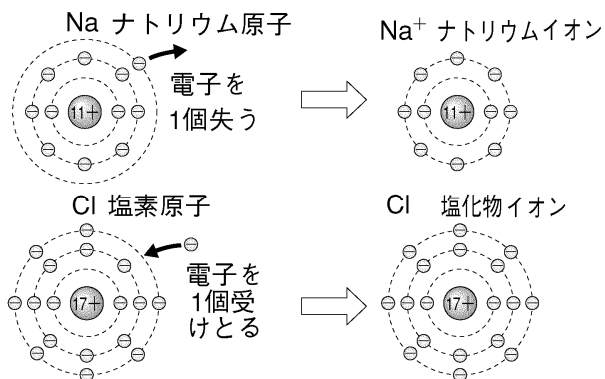 Na ナトリウム原子
Na⁺ ナトリウムイオン
電子を
1個失う
11+
11+
Cl 塩素原子
Cl 塩化物イオン
電子を
1個受
けとる
17+
17+